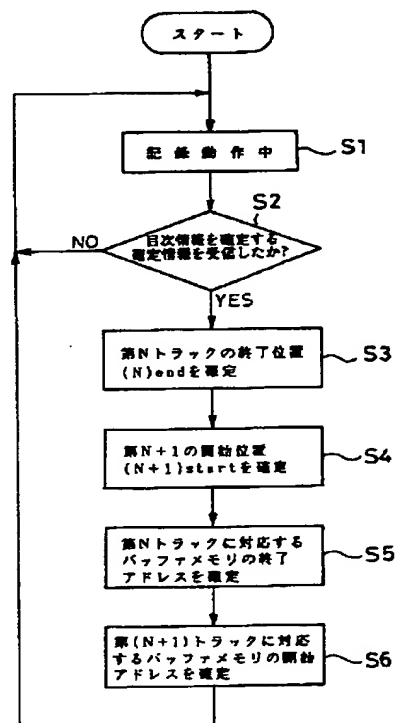 スタート
記録動作中
S1
S2
目次情報を確定する
確定情報を受信したか?
NO
YES
第Nトラックの終了位置
(N)endを確定
S3
第N+1の開始位置
(N+1)startを確定
S4
第Nトラックに対応する
バッファメモリの終了
アドレスを確定
S5
第(N+1)トラックに対応
するバッファメモリの開始
アドレスを確定
S6